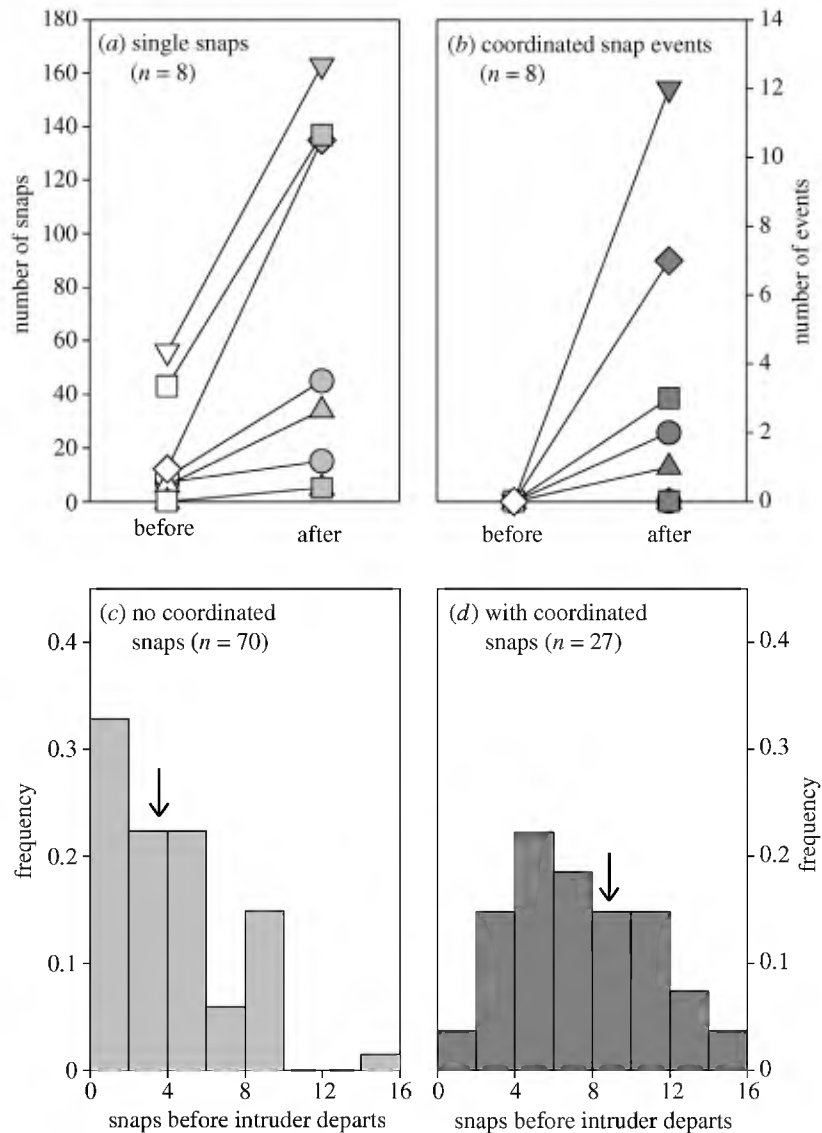 (a) single snaps
(n = 8)
180
160
140
120
100
80
60
40
20
0
number of snaps
before
after
(b) coordinated snap events
(n = 8)
14
12
10
8
6
4
2
0
number of events
before
after
(c) no coordinated
snaps (n = 70)
0.4
0.3
0.2
0.1
0
frequency
0 4 8 12 16
snaps before intruder departs
(d) with coordinated
snaps (n = 27)
0.4
0.3
0.2
0.1
0
frequency
0 4 8 12 16
snaps before intruder departs